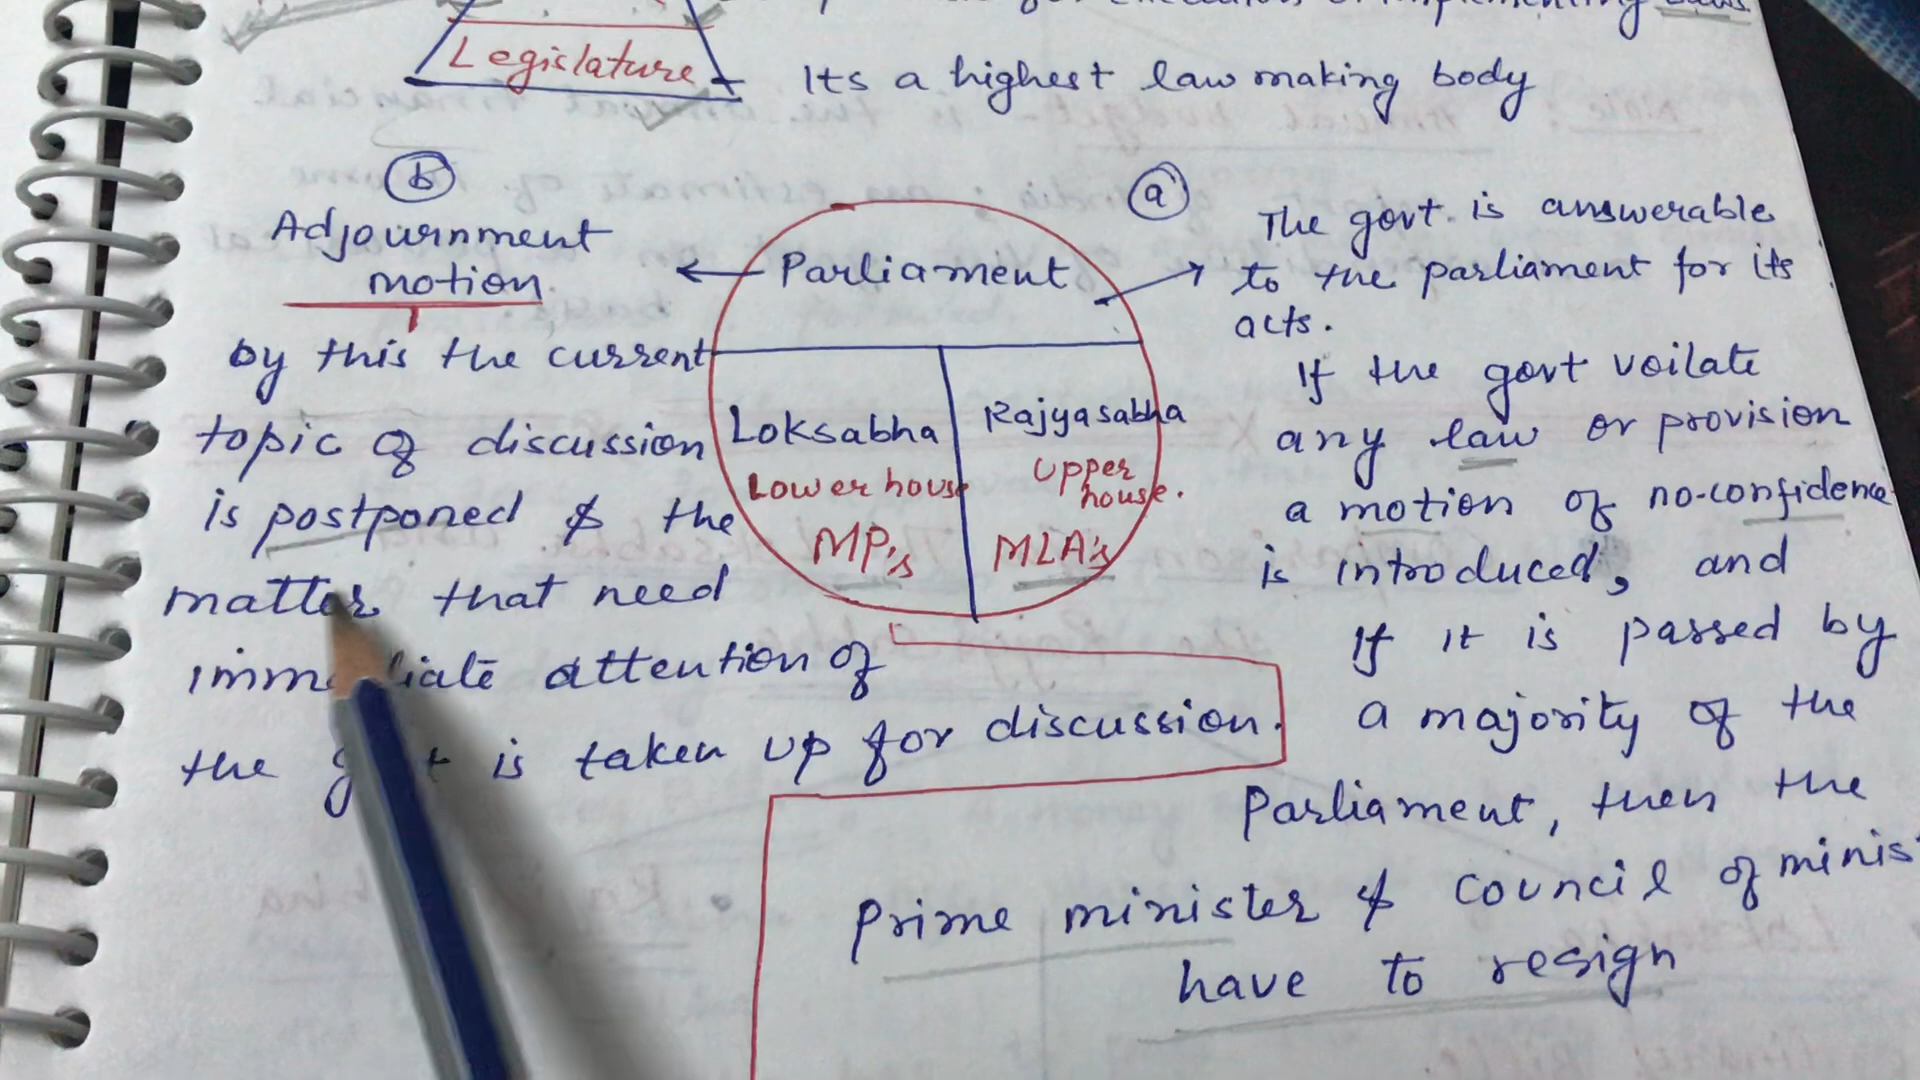 implementing laws
Legislature
Its a highest law making body
b
Adjournment
motion
by this the current
topic of discussion
is postponed & the
matter that need
attention of
the is taken up for discussion.
Parliament
Loksabha
Lower house
MP's
Rajyasabha
Upper
house.
MLA's
a
The govt. is answerable
to the parliament for its
acts.
If the govt voilate
any law or provision
a motion of no-confidence
is introduced, and
If it is passed by
a majority of the
Parliament, then the
Prime minister & council of minis
have to resign